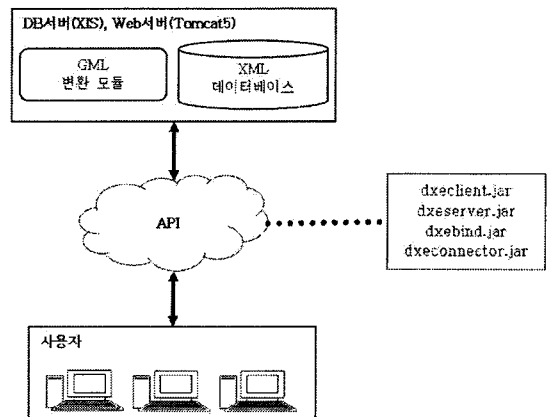 DB서버(XIS), Web서버(Tomcat5)
GML
변환 모듈
XML
데이터베이스
API
dxeclient.jar
dxeserver.jar
dxebind.jar
dxeconnector.jar
사용자